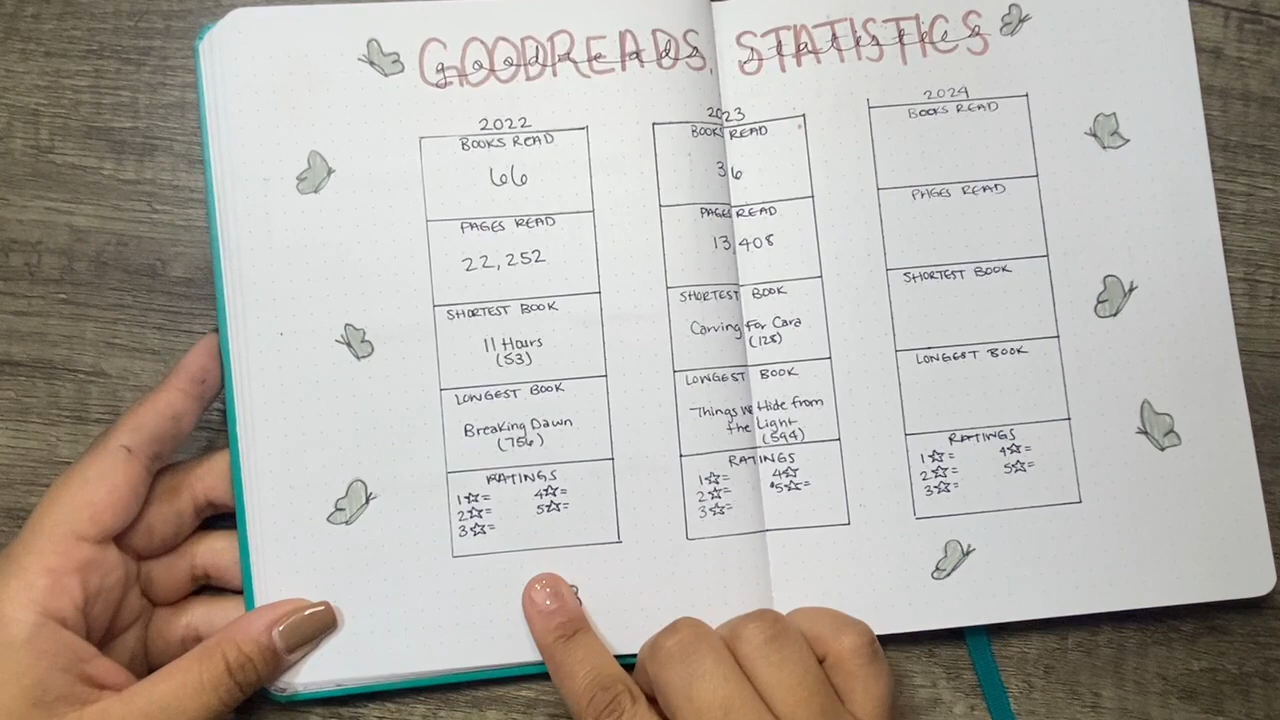 GOODREADS STATISTICS
goodreads statistics
2022
BOOKS READ
66
PAGES READ
22,252
SHORTEST BOOK
11 Hours
(53)
LONGEST BOOK
Breaking Dawn
(756)
RATINGS
1☆= 4☆=
2☆= 5☆=
3☆=
2023
BOOKS READ
36
PAGES READ
13,408
SHORTEST BOOK
Carving For Cara
(128)
LONGEST BOOK
Things We Hide from
the Light
(594)
RATINGS
1☆= 4☆
2☆= 5☆=
3☆=
2024
BOOKS READ
PAGES READ
SHORTEST BOOK
LONGEST BOOK
RATINGS
1☆= 4☆=
2☆= 5☆=
3☆=